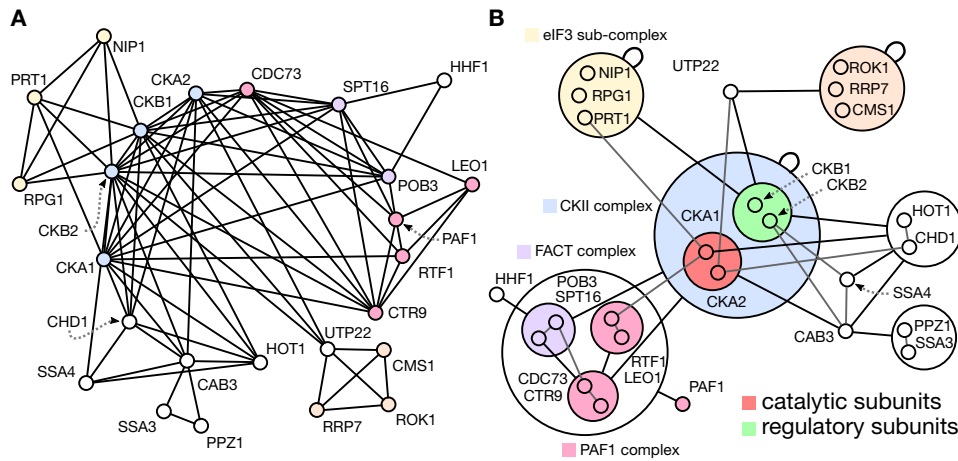 A
NIP1
PRT1
CKA2
CDC73
CKB1
SPT16
HHF1
LEO1
RPG1
POB3
CKB2
PAF1
CKA1
RTF1
CHD1
CTR9
UTP22
SSA4
HOT1
CMS1
CAB3
SSA3
PPZ1
RRP7
ROK1
B
eIF3 sub-complex
NIP1
RPG1
PRT1
UTP22
ROK1
RRP7
CMS1
CKB1
CKB2
CKII complex
CKA1
CKA2
HOT1
CHD1
FACT complex
SSA4
HHF1
POB3
SPT16
CAB3
PPZ1
SSA3
RTF1
LEO1
CDC73
CTR9
PAF1
catalytic subunits
regulatory subunits
PAF1 complex